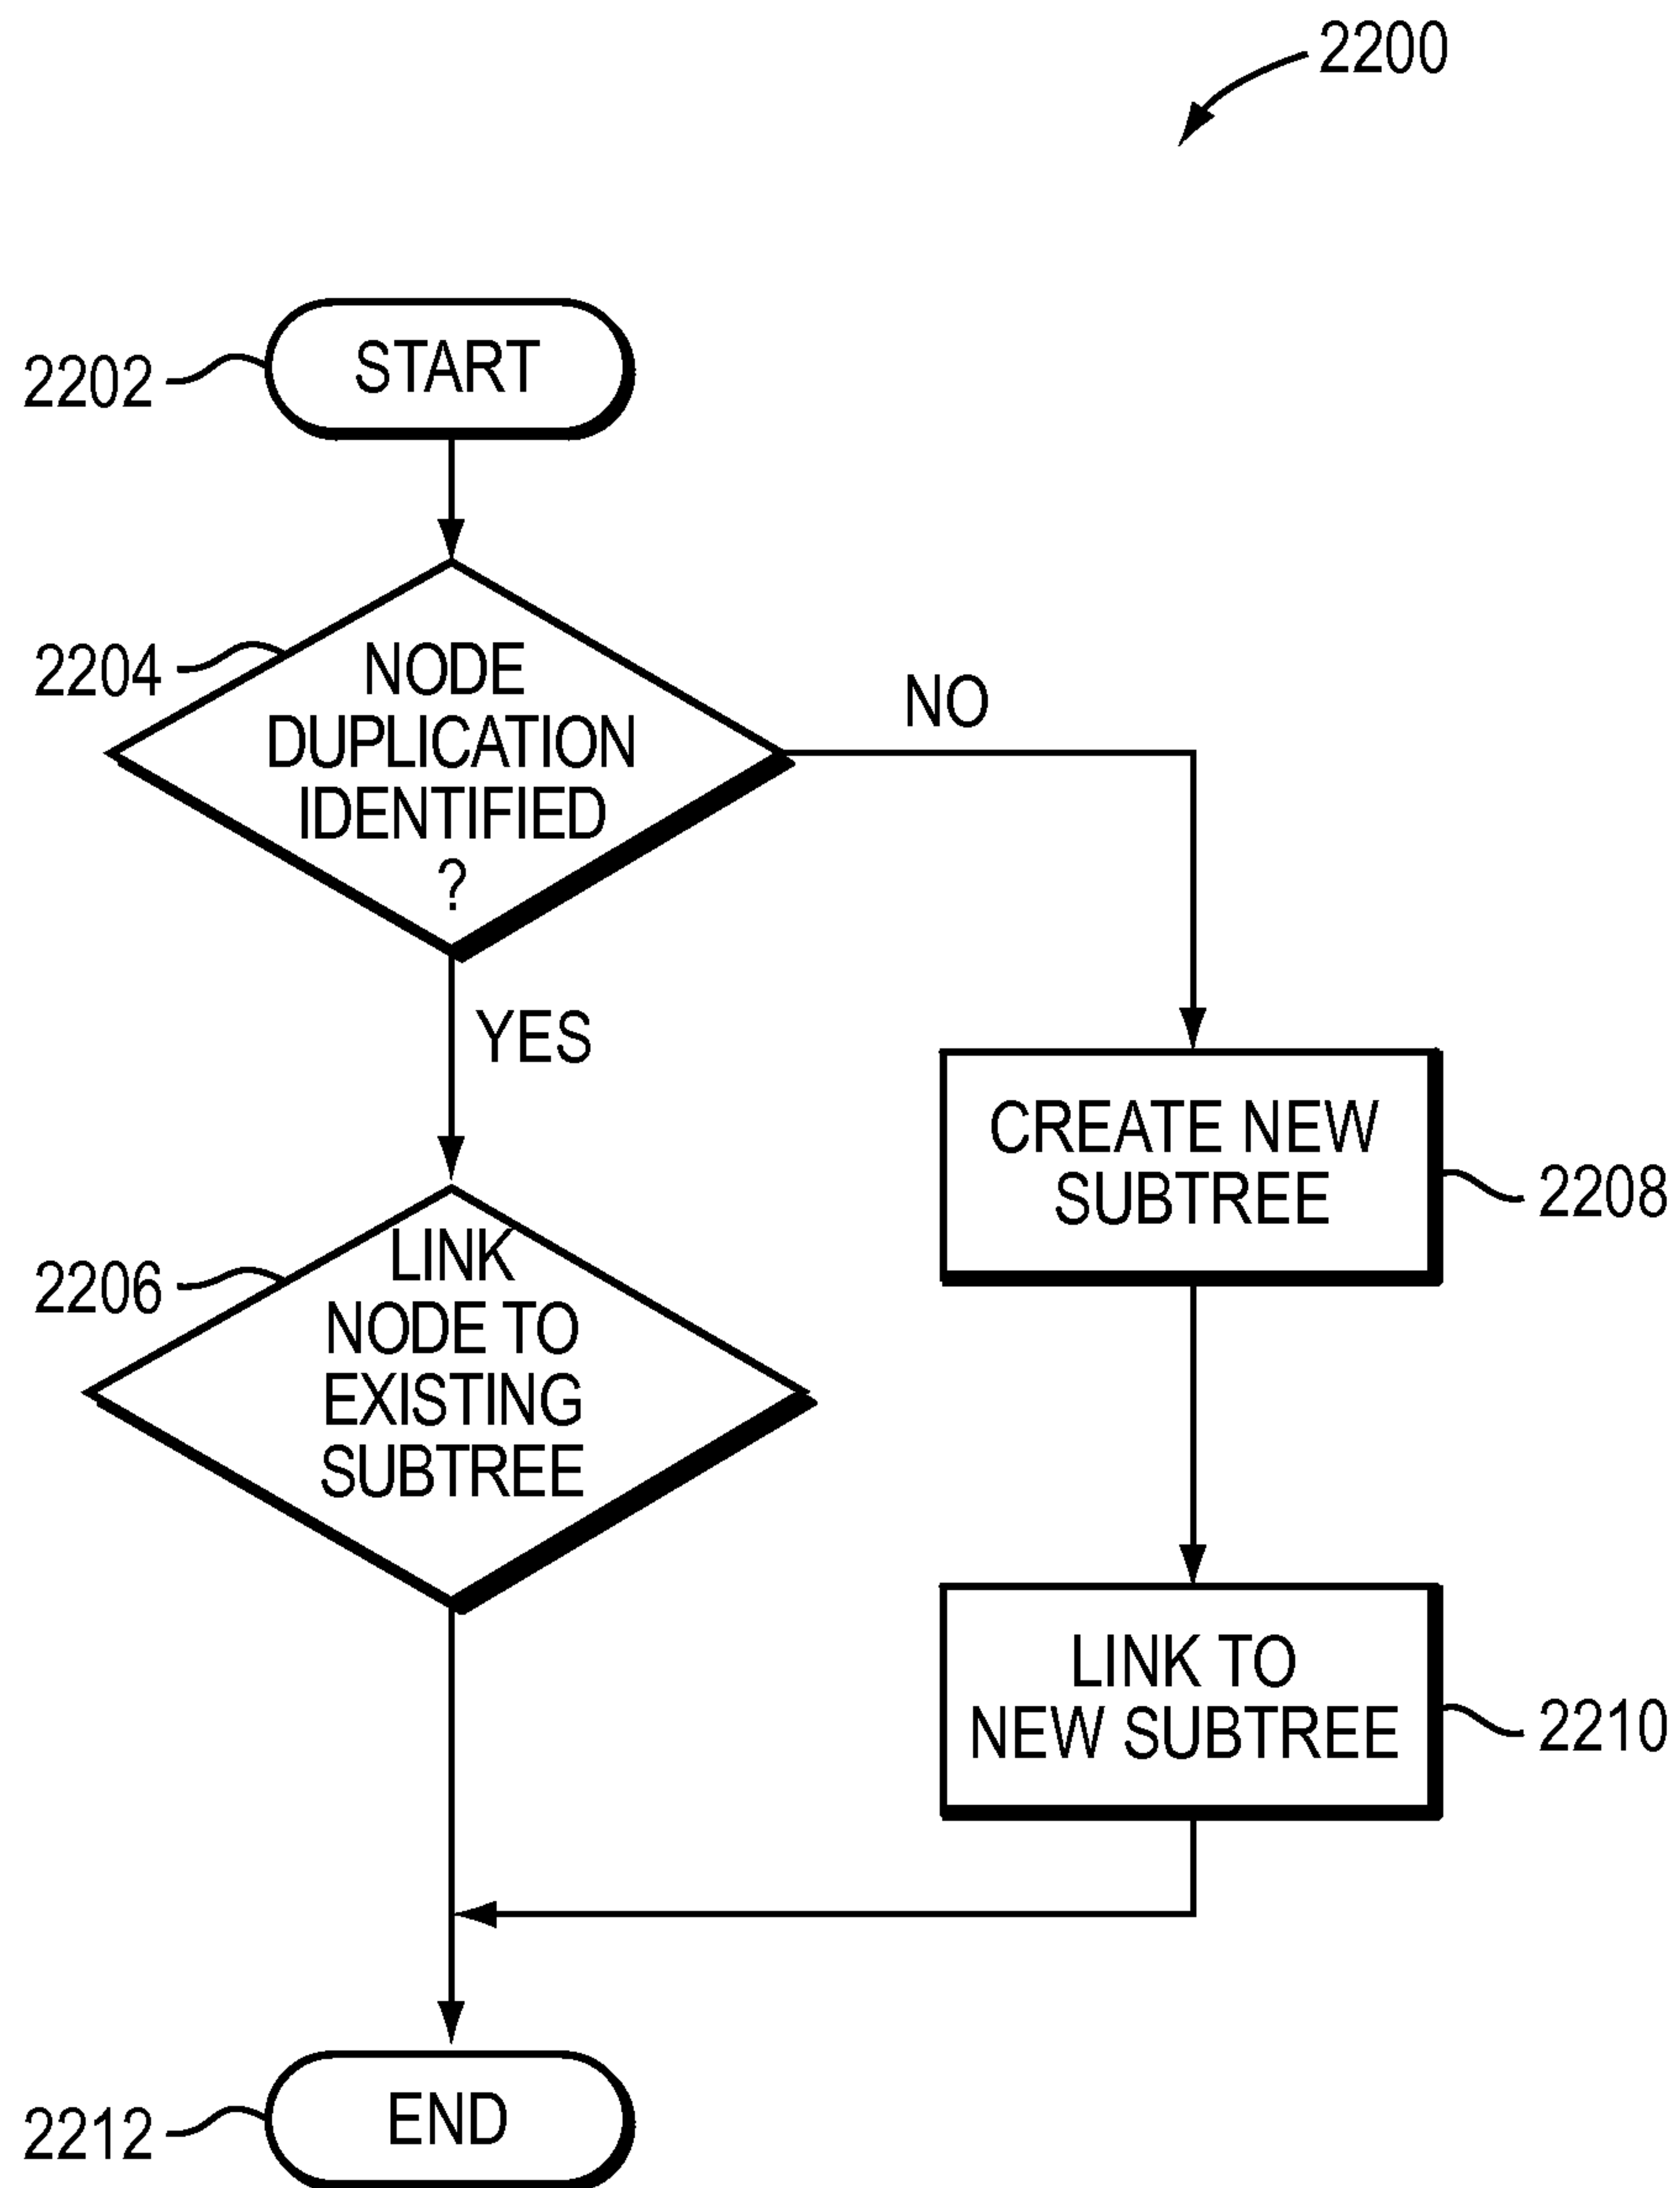 2200
2202
START
2204
NODE
DUPLICATION
IDENTIFIED
?
NO
YES
CREATE NEW
SUBTREE
2208
2206
LINK
NODE TO
EXISTING
SUBTREE
LINK TO
NEW SUBTREE
2210
2212
END